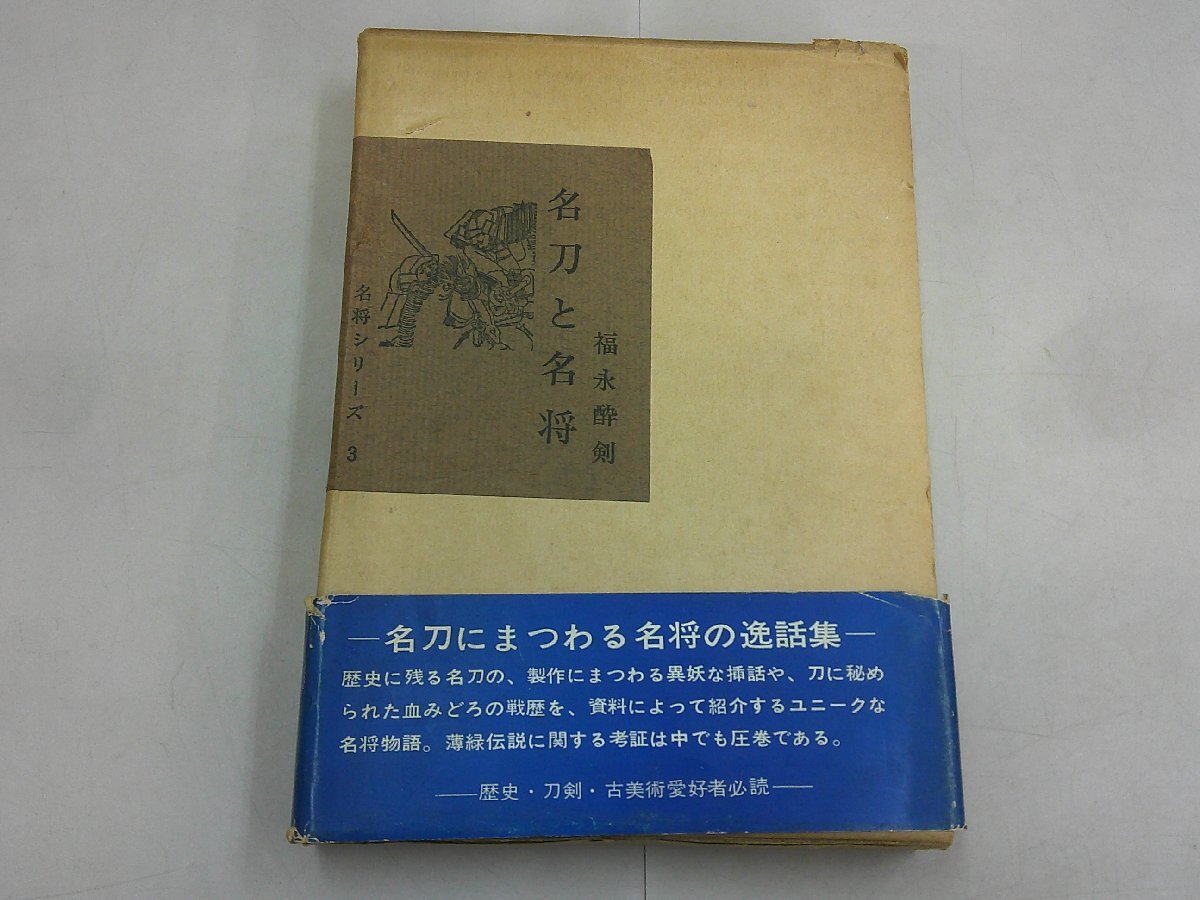 名刀と名将
福永酔剣
名将シリーズ 3
―名刀にまつわる名将の逸話集―
歴史に残る名刀の、製作にまつわる異妖な挿話や、刀に秘め
られた血みどろの戦歴を、資料によって紹介するユニークな
名将物語。薄緑伝説に関する考証は中でも圧巻である。
――歴史・刀剣・古美術愛好者必読――